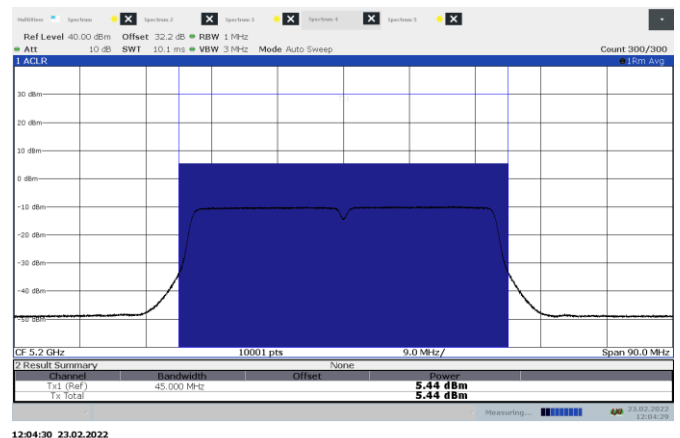 MultiView Spectrum X Spectrum 2 X Spectrum 3 X Spectrum 4 X Spectrum 5 X
Ref Level 40.00 dBm Offset 32.2 dB RBW 1 MHz
Att 10 dB SWT 10.1 ms VBW 3 MHz Mode Auto Sweep Count 300/300
1 ACLR 1Rm Avg
30 dBm
20 dBm
10 dBm
0 dBm
-10 dBm
-20 dBm
-30 dBm
-40 dBm
-50 dBm
CF 5.2 GHz 10001 pts 9.0 MHz/ Span 90.0 MHz
2 Result Summary None
Channel Bandwidth Offset Power
Tx1 (Ref) 45.000 MHz 5.44 dBm
Tx Total 5.44 dBm
Measuring... 23.02.2022
12:04:29
12:04:30 23.02.2022